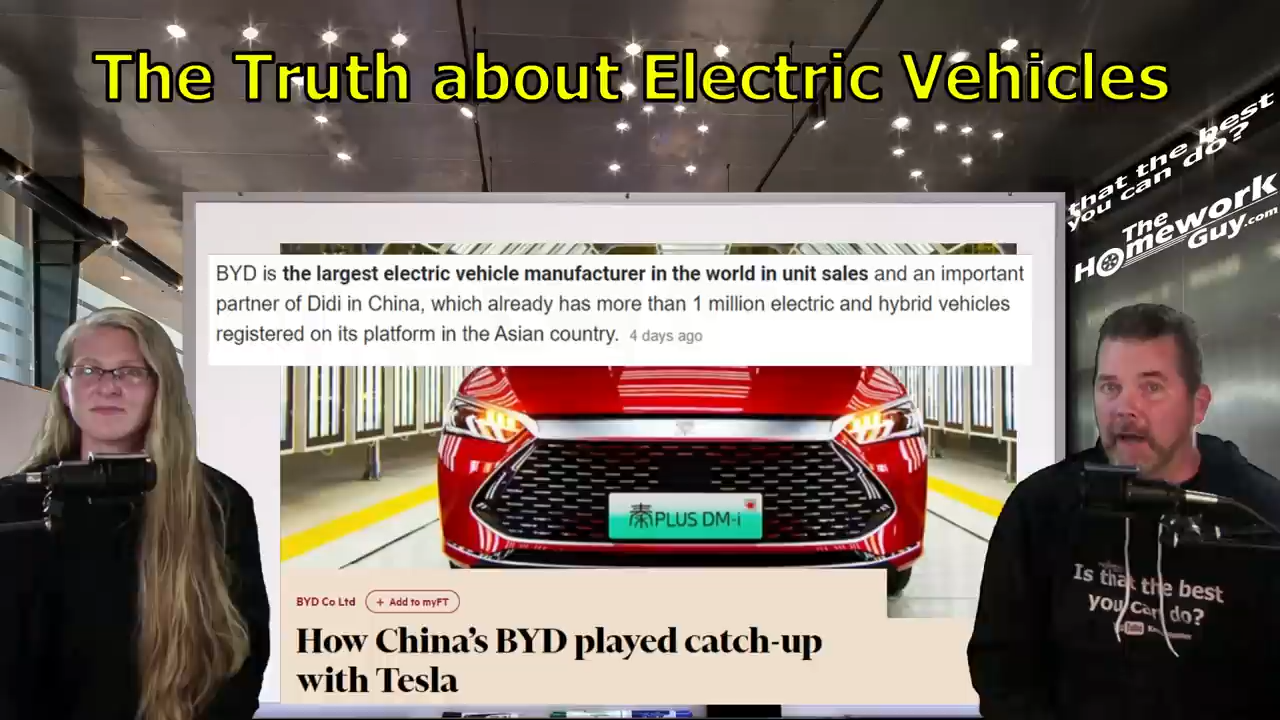 The Truth about Electric Vehicles
that the best
you can do?
The
Homework
Guy.com
BYD is the largest electric vehicle manufacturer in the world in unit sales and an important
partner of Didi in China, which already has more than 1 million electric and hybrid vehicles
registered on its platform in the Asian country. 4 days ago
秦PLUS DM-i
BYD Co Ltd + Add to myFT
How China's BYD played catch-up
with Tesla
Is that the best
you can do?